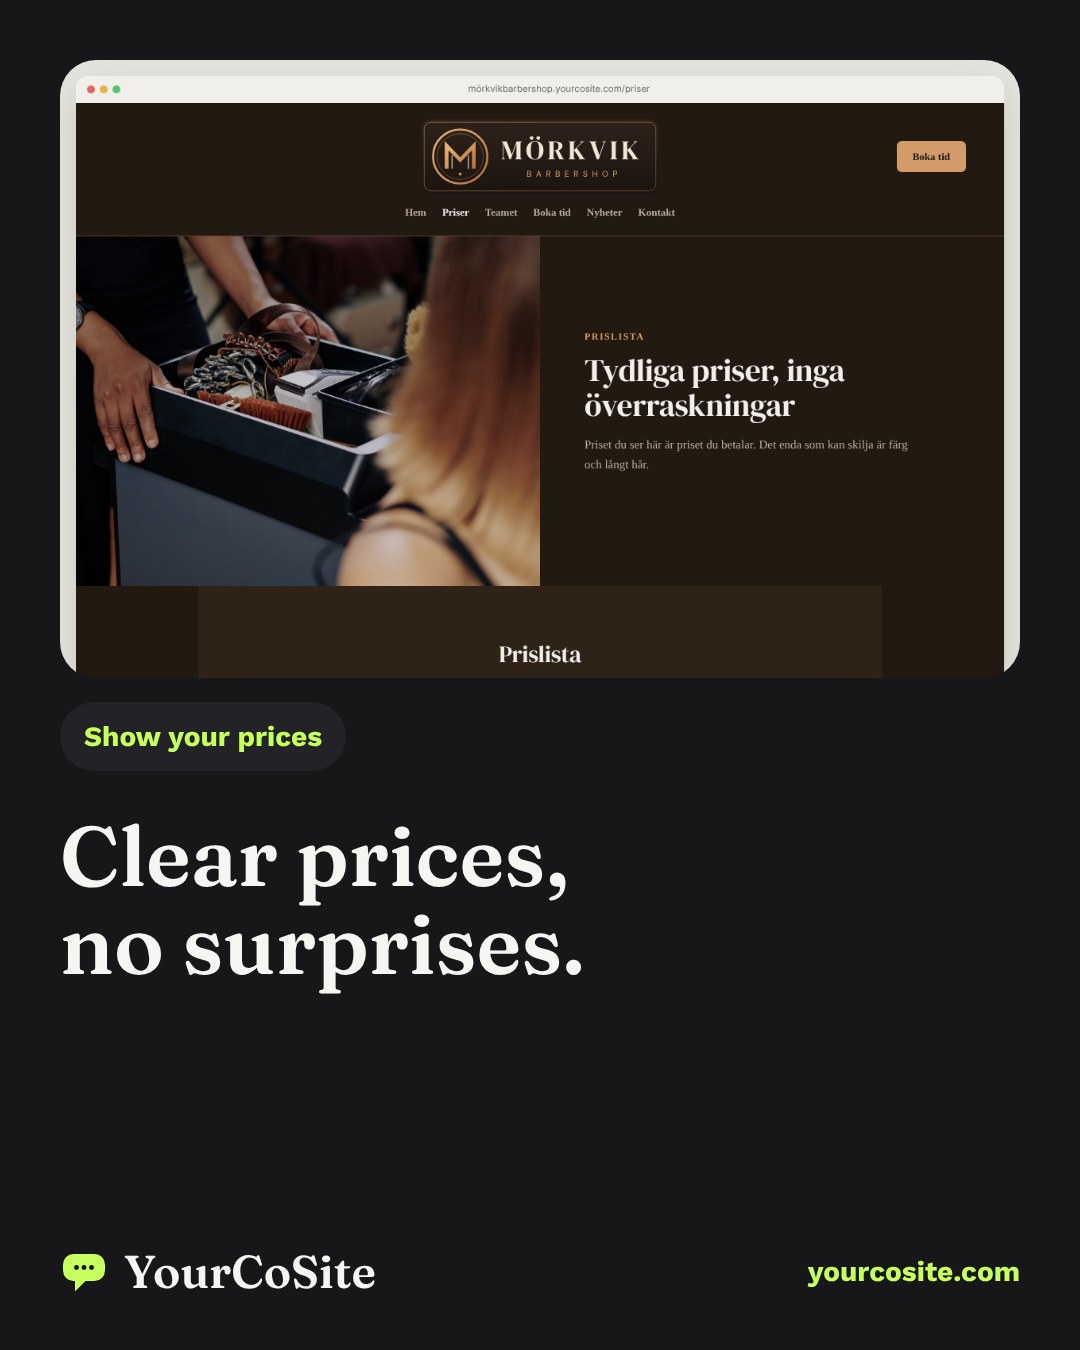 mörkvikbarbershop.yourcosite.com/priser
MÖRKVIK
BARBERSHOP
Boka tid
Hem Priser Teamet Boka tid Nyheter Kontakt
PRISLISTA
Tydliga priser, inga
överraskningar
Priset du ser här är priset du betalar. Det enda som kan skilja är färg
och långt hår.
Prislista
Show your prices
Clear prices,
no surprises.
YourCoSite
yourcosite.com